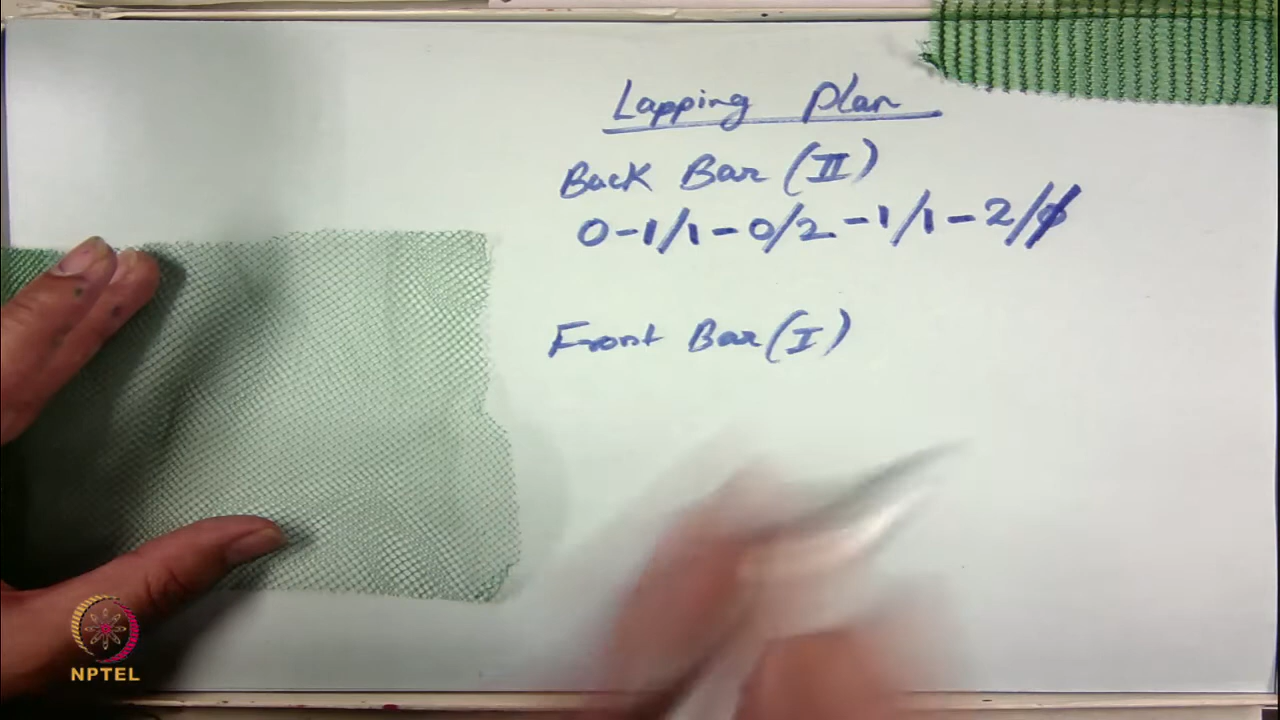 Lapping Plan
Back Bar (II)
0-1/1-0/2-1/1-2/
Front Bar (I)
NPTEL